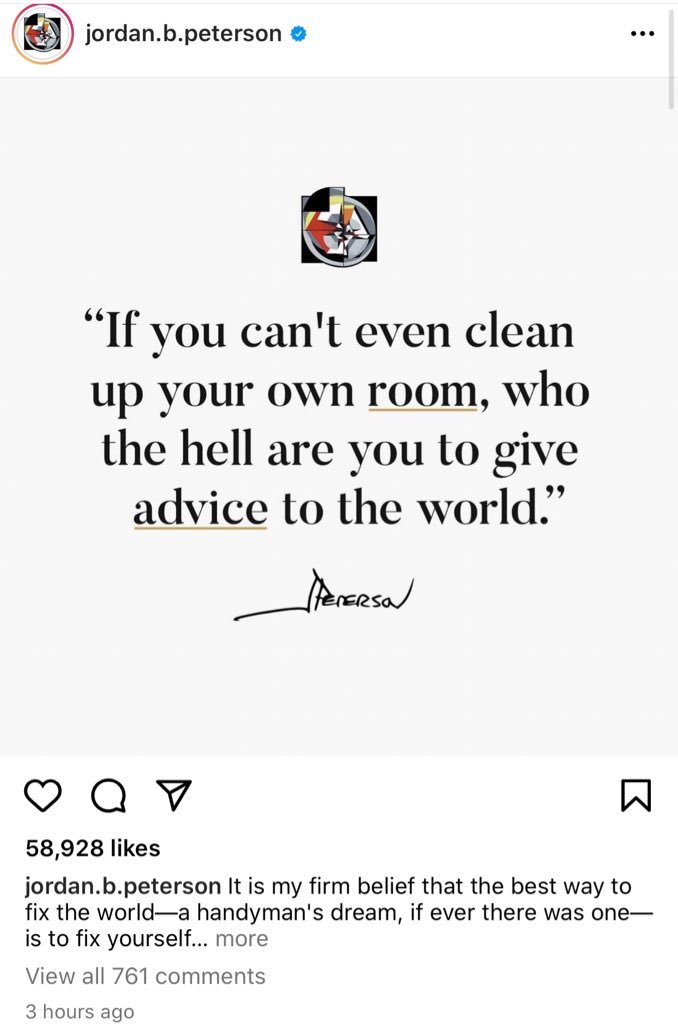 jordan.b.peterson
“If you can't even clean
up your own room, who
the hell are you to give
advice to the world.”
JPETERSON
58,928 likes
jordan.b.peterson It is my firm belief that the best way to
fix the world—a handyman's dream, if ever there was one—
is to fix yourself... more
View all 761 comments
3 hours ago